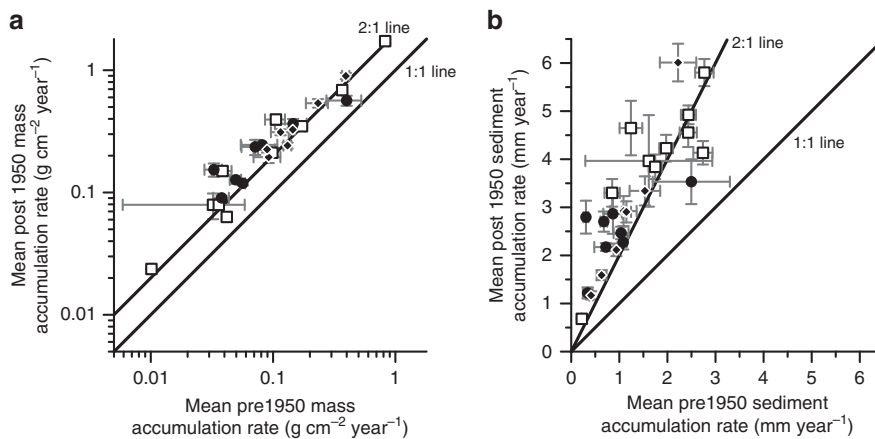 a
2:1 line
1:1 line
Mean post 1950 mass
accumulation rate (g cm⁻² year⁻¹)
1
0.1
0.01
0.01
0.1
1
Mean pre1950 mass
accumulation rate (g cm⁻² year⁻¹)
b
2:1 line
1:1 line
Mean post 1950 sediment
accumulation rate (mm year⁻¹)
6
5
4
3
2
1
0
0
1
2
3
4
5
6
Mean pre1950 sediment
accumulation rate (mm year⁻¹)